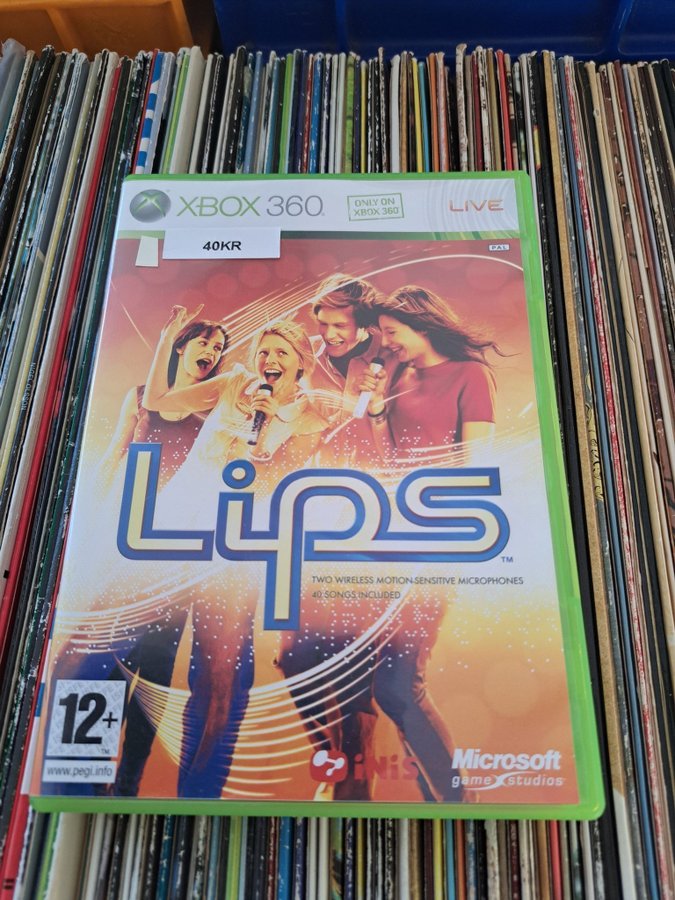 XBOX 360
ONLY ON
XBOX 360
LIVE
40KR
PAL
Lips™
TWO WIRELESS MOTION-SENSITIVE MICROPHONES
40 SONGS INCLUDED
12+™
www.pegi.info
iNiS
Microsoft
game studios